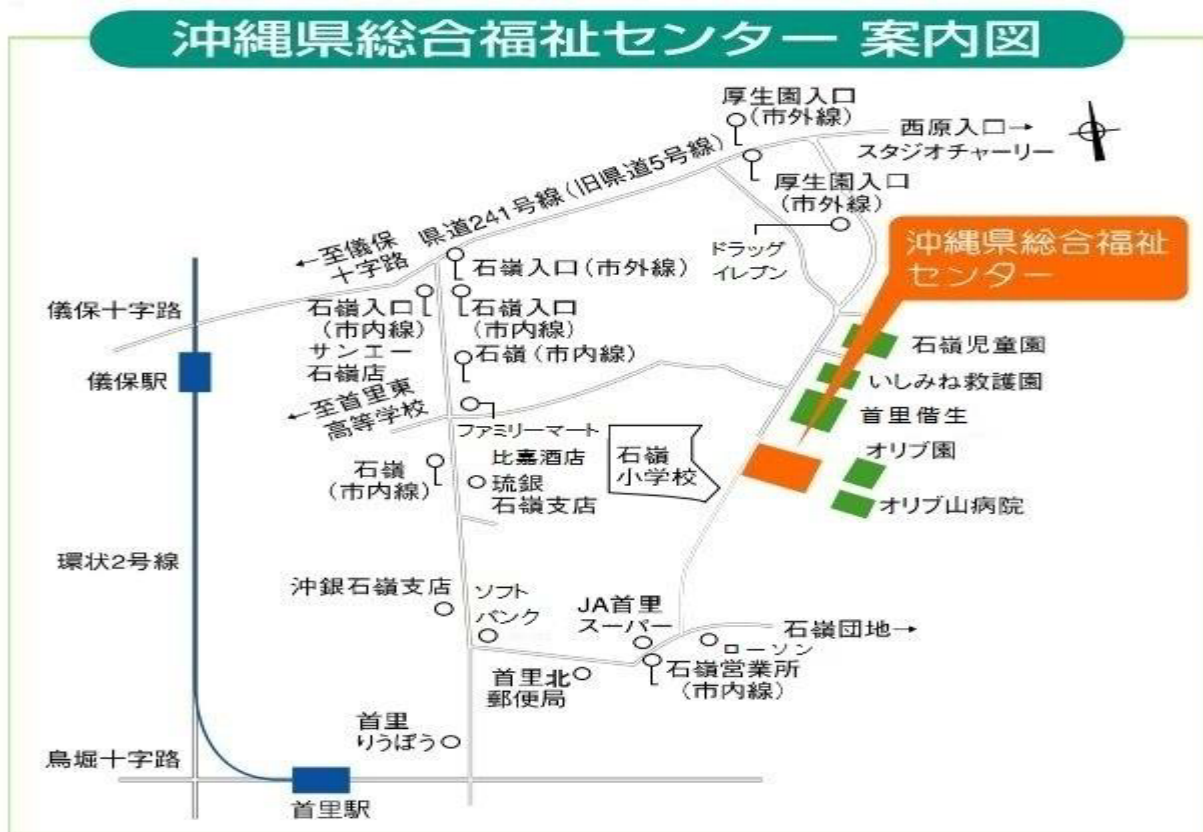 沖縄県総合福祉センター 案内図
厚生園入口
(市外線)
西原入口→
スタジオチャーリー
県道241号線(旧県道5号線)
厚生園入口
(市外線)
←至儀保
十字路
石嶺入口(市外線)
ドラッグ
イレブン
沖縄県総合福祉
センター
儀保十字路
石嶺入口
(市内線)
石嶺入口
(市内線)
サンエー
石嶺店
石嶺(市内線)
石嶺児童園
儀保駅
いしみね救護園
←至首里東
高等学校
ファミリーマート
首里偕生
比嘉酒店
石嶺
小学校
オリブ園
石嶺
(市内線)
琉銀
石嶺支店
オリブ山病院
環状2号線
沖銀石嶺支店
ソフト
バンク
JA首里
スーパー
石嶺団地→
ローソン
首里北
郵便局
石嶺営業所
(市内線)
首里
りうぼう
鳥堀十字路
首里駅